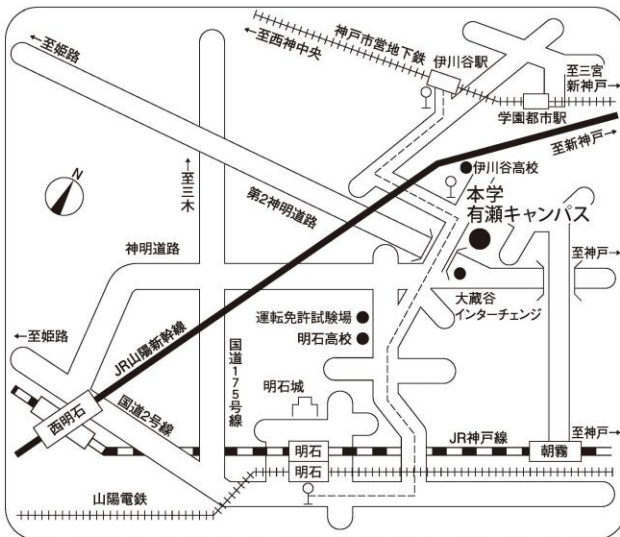 ←至姫路
←至西神中央
神戸市営地下鉄
伊川谷駅
至三宮
新神戸→
学園都市駅
至新神戸→
伊川谷高校
本学
有瀬キャンパス
N
←至三木
第2神明道路
神明道路
至神戸→
大蔵谷
インターチェンジ
運転免許試験場
明石高校
←至姫路
JR山陽新幹線
国道175号線
明石城
西明石
国道2号線
JR神戸線
至神戸→
明石
朝霧
明石
山陽電鉄